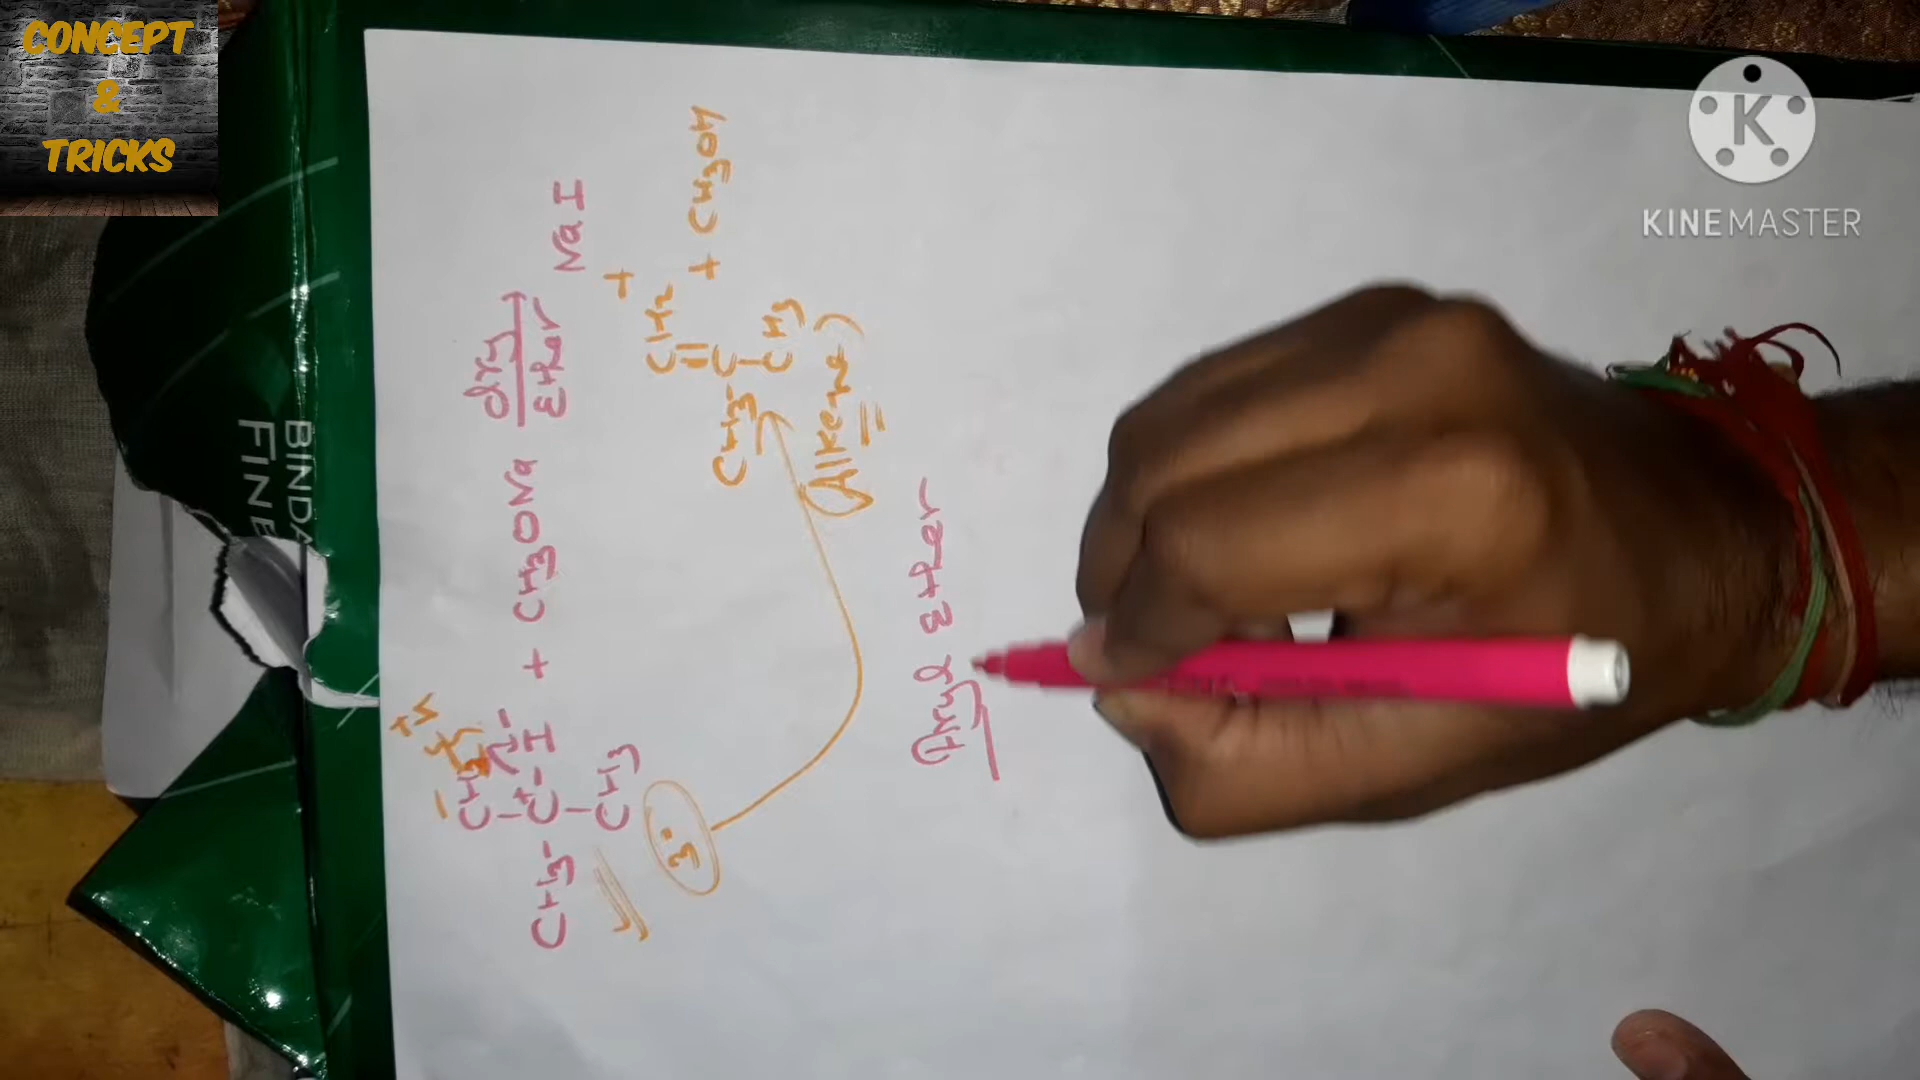 CONCEPT
&
TRICKS
K
KINEMASTER
BINDA
FINE
CH3
CH3-C-I + CH3ONa dry Ether NaI
CH3
3°
+
CH2
||
CH3-C + CH3OH
CH3
(Alkene)
Aryl Ether